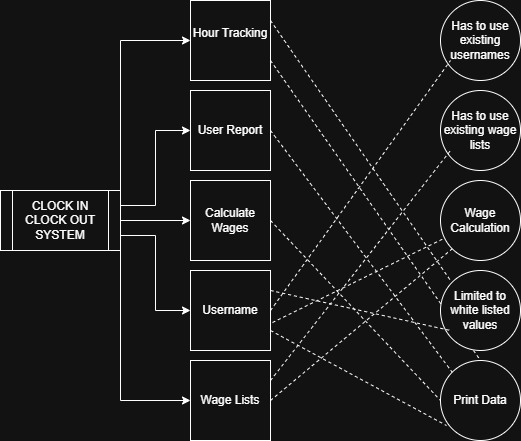 Hour Tracking
Has to use
existing
usernames
User Report
Has to use
existing wage
lists
CLOCK IN
CLOCK OUT
SYSTEM
Calculate
Wages
Wage
Calculation
Username
Limited to
white listed
values
Wage Lists
Print Data